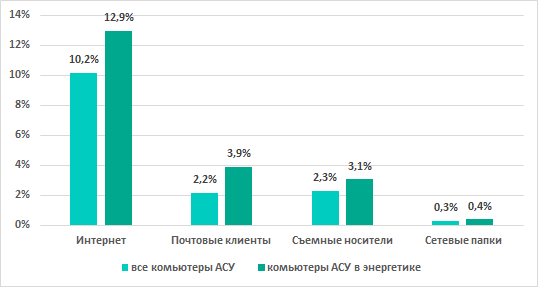 14%
12%
10%
8%
6%
4%
2%
0%
10,2%
12,9%
2,2%
3,9%
2,3%
3,1%
0,3%
0,4%
Интернет
Почтовые клиенты
Съемные носители
Сетевые папки
все комьютеры АСУ
комьютеры АСУ в энергетике